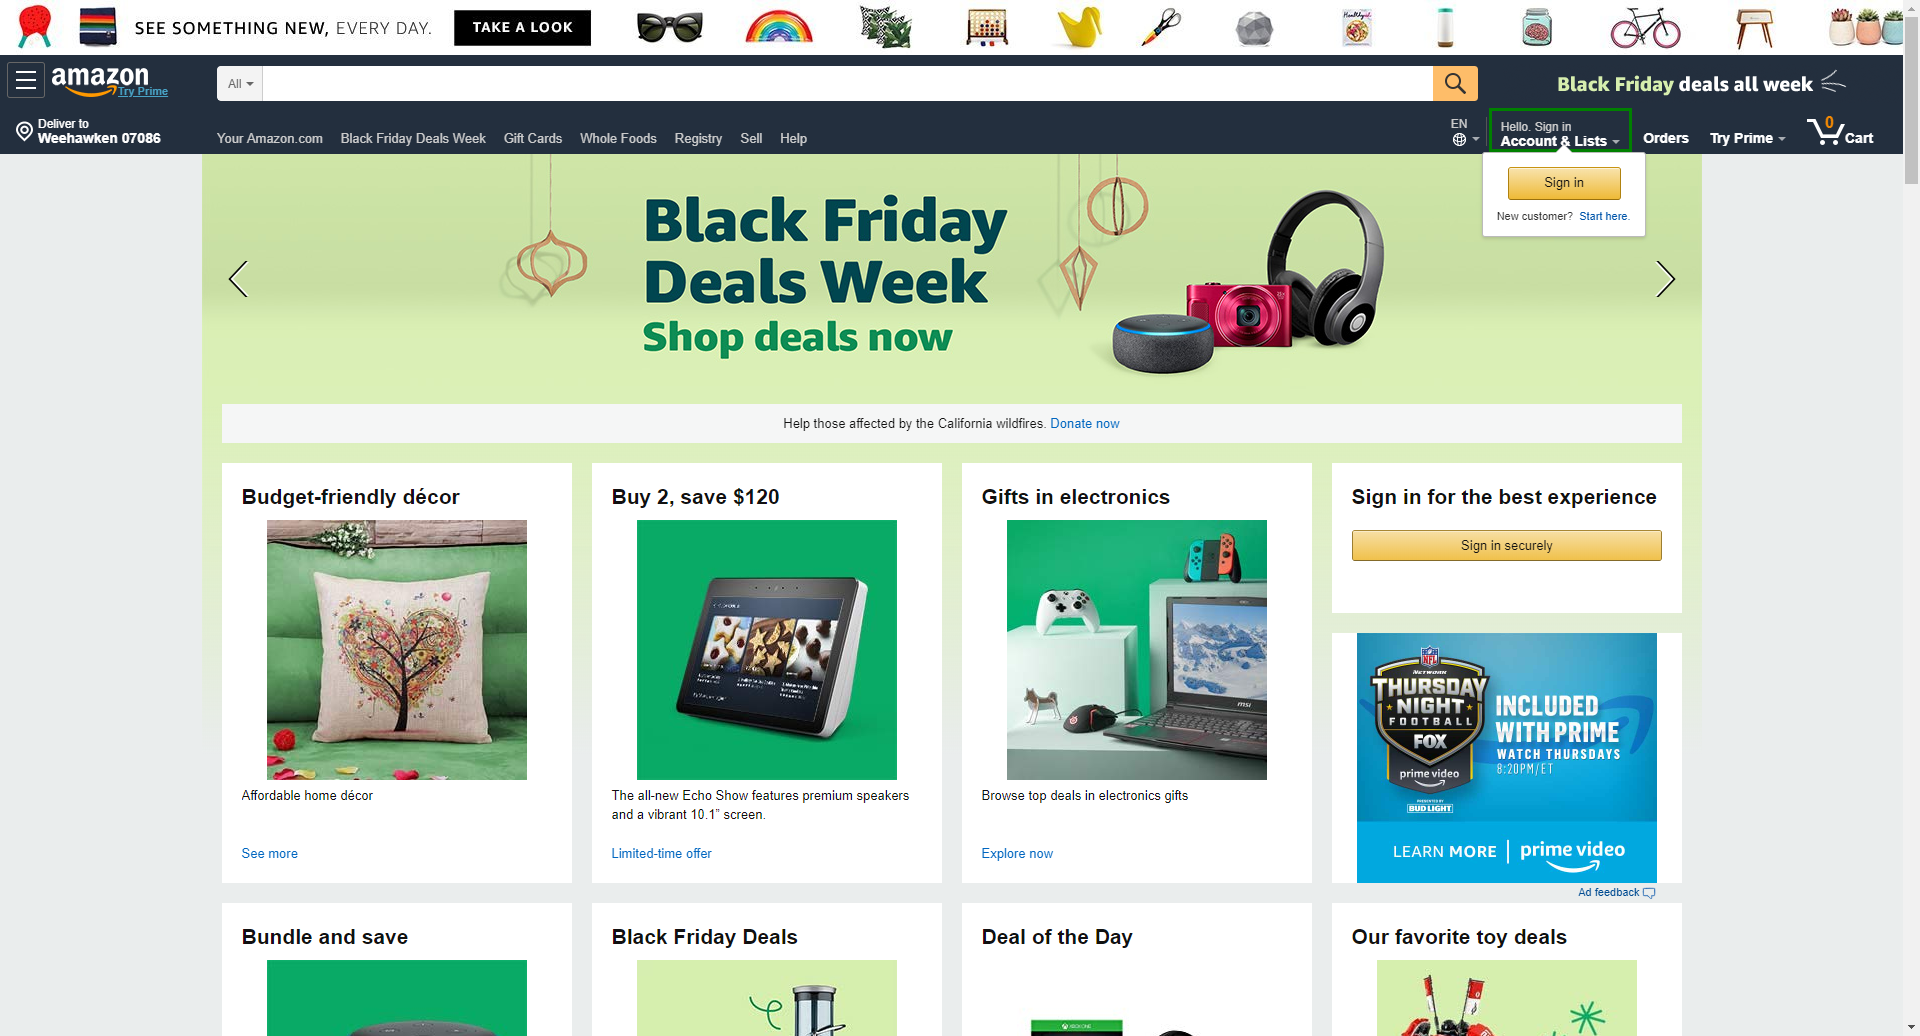 SEE SOMETHING NEW, EVERY DAY.
TAKE A LOOK
amazon
Try Prime
All
Black Friday deals all week
Deliver to
Weehawken 07086
Your Amazon.com
Black Friday Deals Week
Gift Cards
Whole Foods
Registry
Sell
Help
EN
Hello. Sign in
Account & Lists
Orders
Try Prime
0
Cart
Sign in
New customer? Start here.
Black Friday
Deals Week
Shop deals now
Help those affected by the California wildfires. Donate now
Budget-friendly décor
Affordable home décor
See more
Buy 2, save $120
The all-new Echo Show features premium speakers
and a vibrant 10.1” screen.
Limited-time offer
Gifts in electronics
msi
Browse top deals in electronics gifts
Explore now
Sign in for the best experience
Sign in securely
NFL
NETWORK
THURSDAY
NIGHT
FOOTBALL
FOX
prime video
PRESENTED BY
BUD LIGHT
INCLUDED
WITH PRIME
WATCH THURSDAYS
8:20PM/ET
LEARN MORE
prime video
Ad feedback
Bundle and save
Black Friday Deals
Deal of the Day
XBOX ONE
Our favorite toy deals